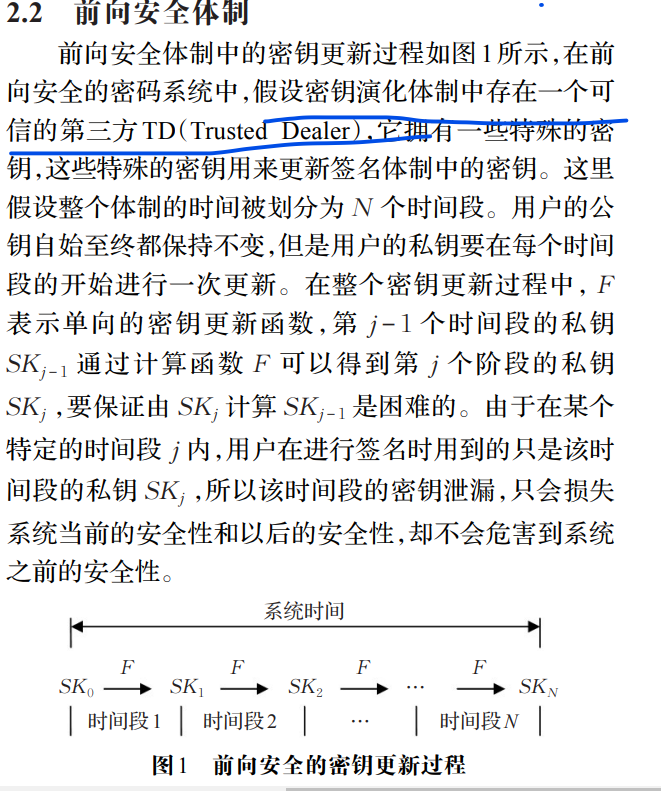 2.2 前向安全体制
前向安全体制中的密钥更新过程如图1所示,在前
向安全的密码系统中,假设密钥演化体制中存在一个可
信的第三方TD(Trusted Dealer),它拥有一些特殊的密
钥,这些特殊的密钥用来更新签名体制中的密钥。这里
假设整个体制的时间被划分为 N 个时间段。用户的公
钥自始至终都保持不变,但是用户的私钥要在每个时间
段的开始进行一次更新。在整个密钥更新过程中, F
表示单向的密钥更新函数,第 j-1 个时间段的私钥
SK_{j-1} 通过计算函数 F 可以得到第 j 个阶段的私钥
SK_j ,要保证由 SK_j 计算 SK_{j-1} 是困难的。由于在某个
特定的时间段 j 内,用户在进行签名时用到的只是该时
间段的私钥 SK_j ,所以该时间段的密钥泄漏,只会损失
系统当前的安全性和以后的安全性,却不会危害到系统
之前的安全性。
系统时间
F F F F
SK_0 SK_1 SK_2 … SK_N
时间段1 时间段2 … 时间段N
图1 前向安全的密钥更新过程